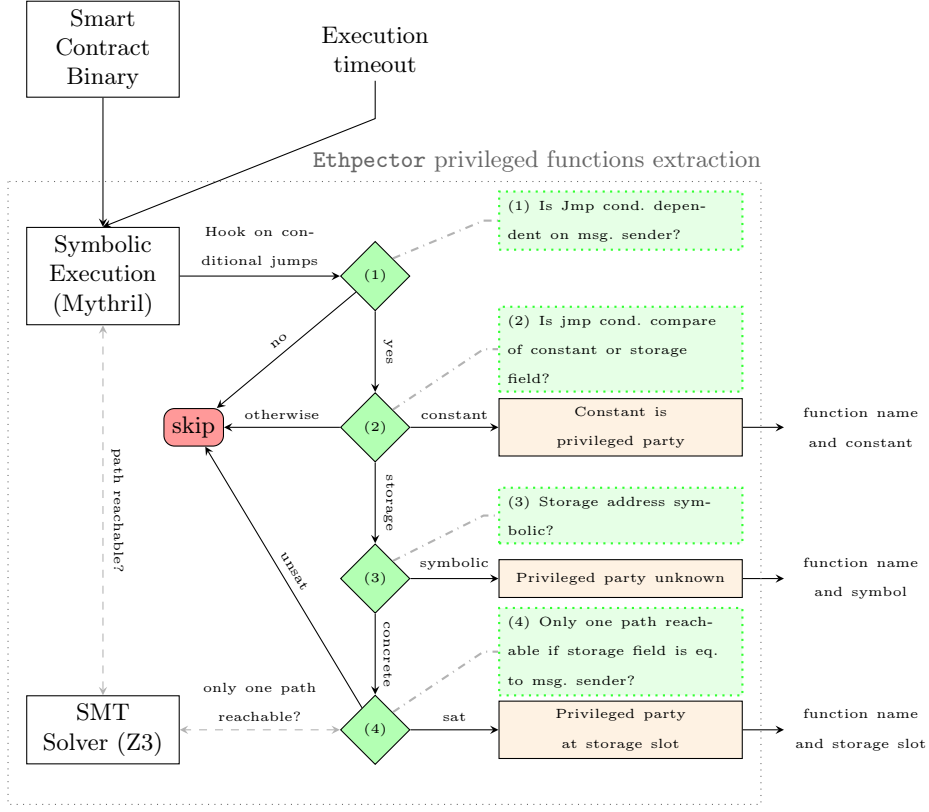 Smart
Contract
Binary
Execution
timeout
Ethpector privileged functions extraction
Symbolic
Execution
(Mythril)
Hook on con-
ditional jumps
(1)
(1) Is Jmp cond. depen-
dent on msg. sender?
no
yes
(2) Is jmp cond. compare
of constant or storage
field?
skip
otherwise
(2)
constant
Constant is
privileged party
function name
and constant
path reachable?
storage
(3) Storage address sym-
bolic?
unsat
(3)
symbolic
Privileged party unknown
function name
and symbol
concrete
(4) Only one path reach-
able if storage field is eq.
to msg. sender?
SMT
Solver (Z3)
only one path
reachable?
(4)
sat
Privileged party
at storage slot
function name
and storage slot